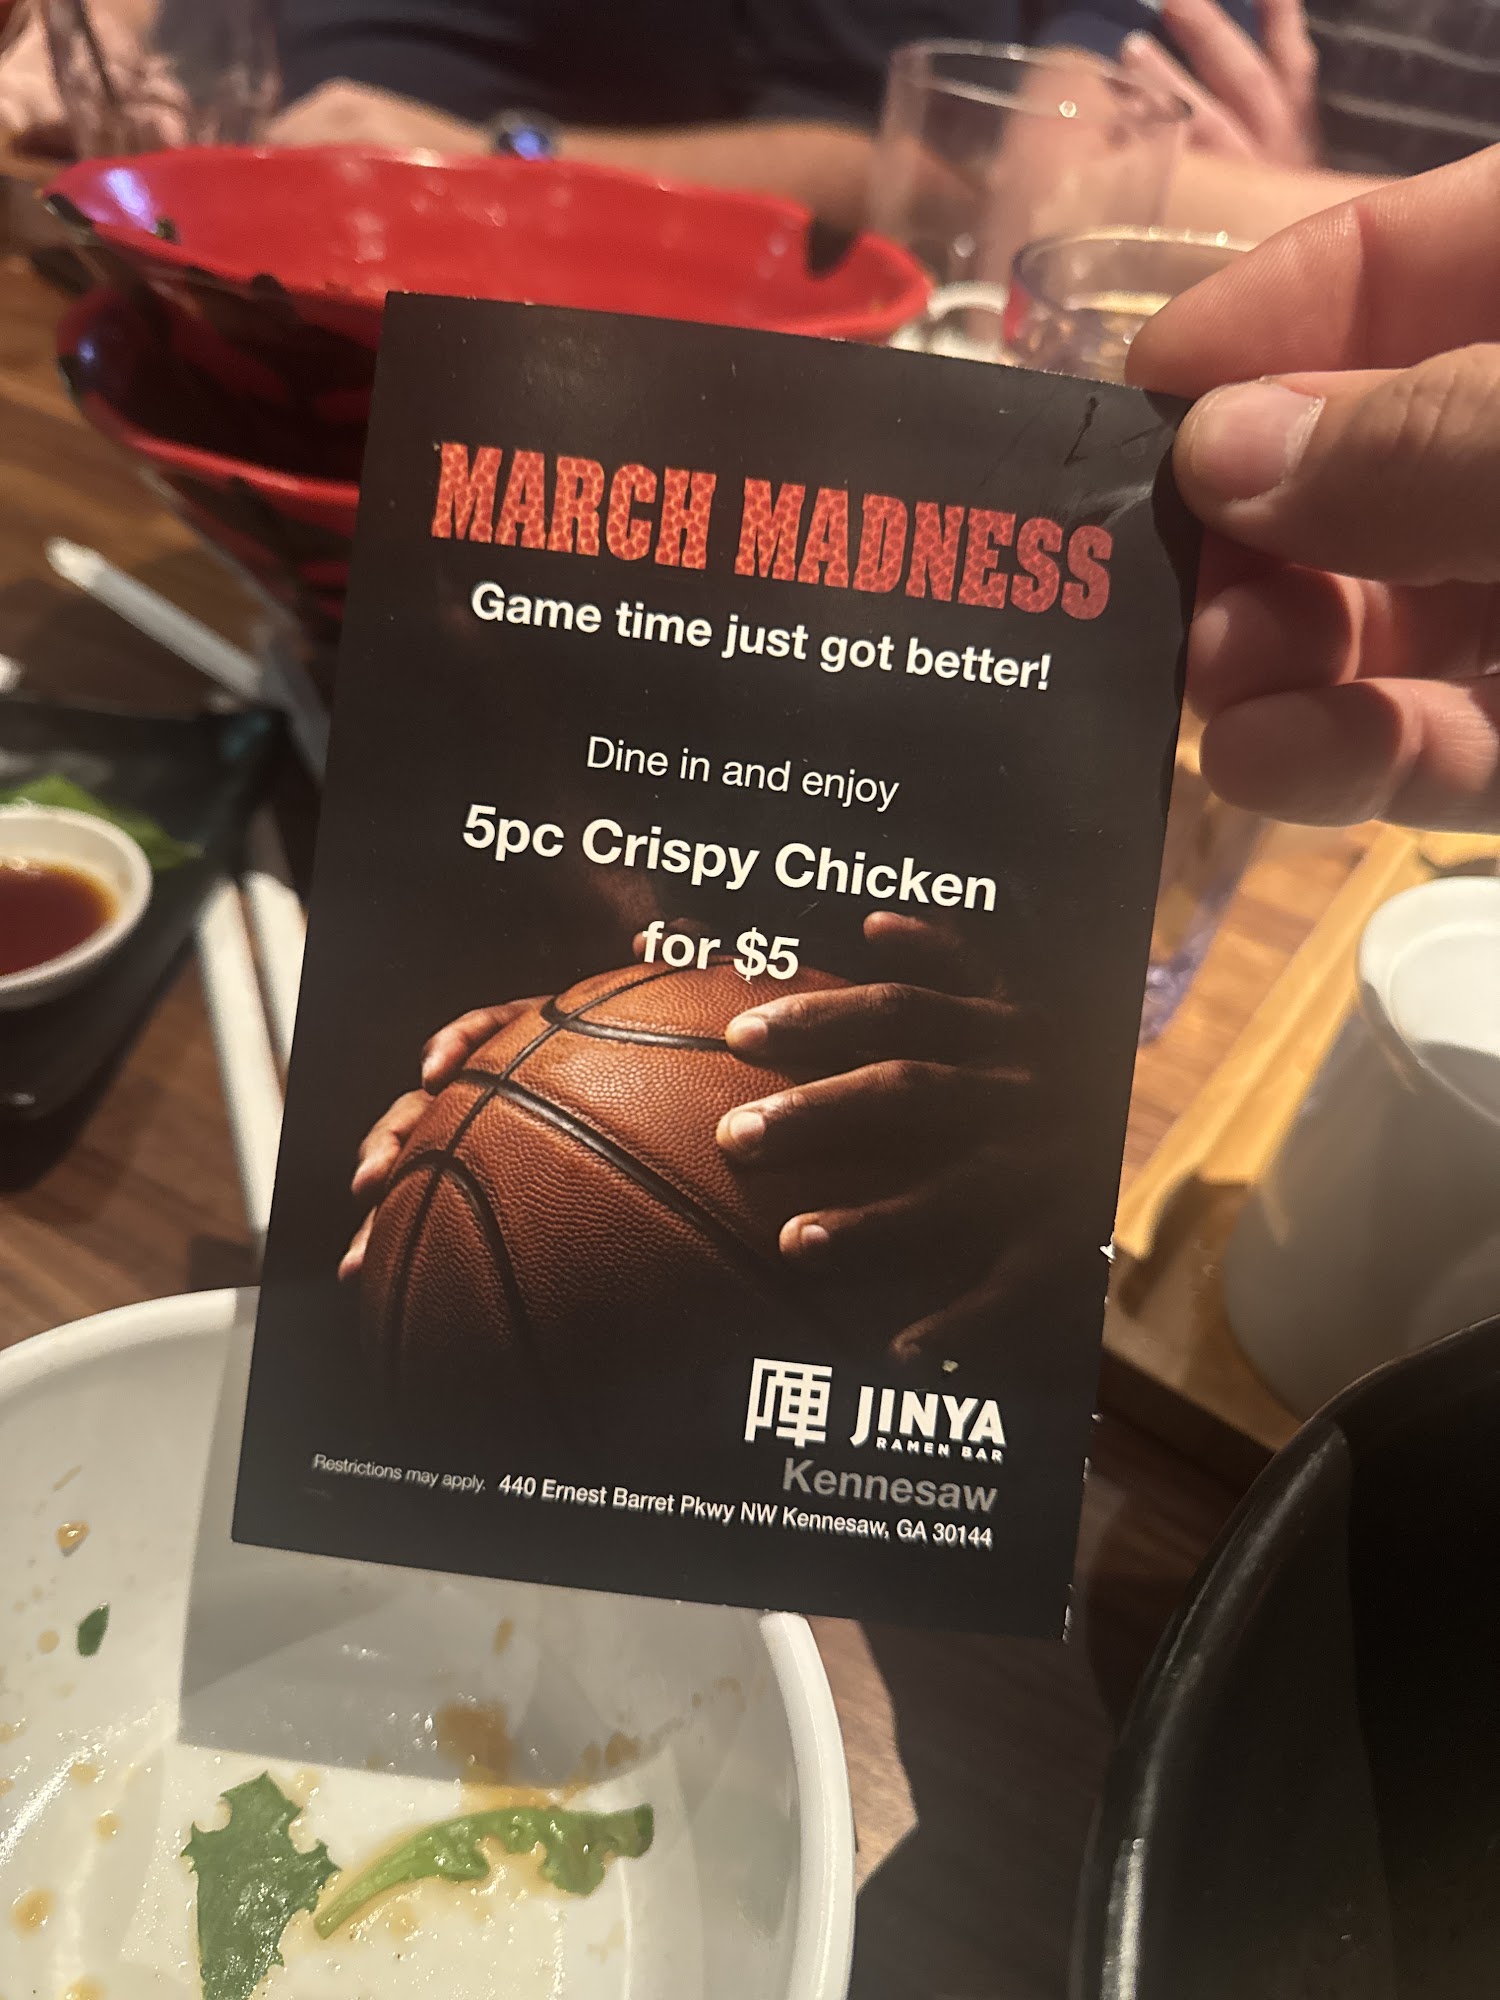 MARCH MADNESS
Game time just got better!
Dine in and enjoy
5pc Crispy Chicken
for $5
陣 JINYA
RAMEN BAR
Kennesaw
Restrictions may apply. 440 Ernest Barret Pkwy NW Kennesaw, GA 30144